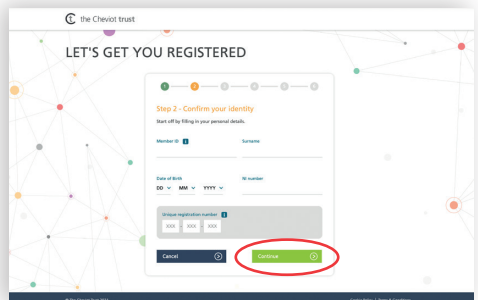 the Cheviot trust
LET'S GET YOU REGISTERED
1 2 3 4 5 6
Step 2 - Confirm your identity
Start off by filling in your personal details.
Member ID i Surname
Date of Birth NI number
DD MM YYYY
Unique registration number i
XXX - XXX - XXX
Cancel Continue